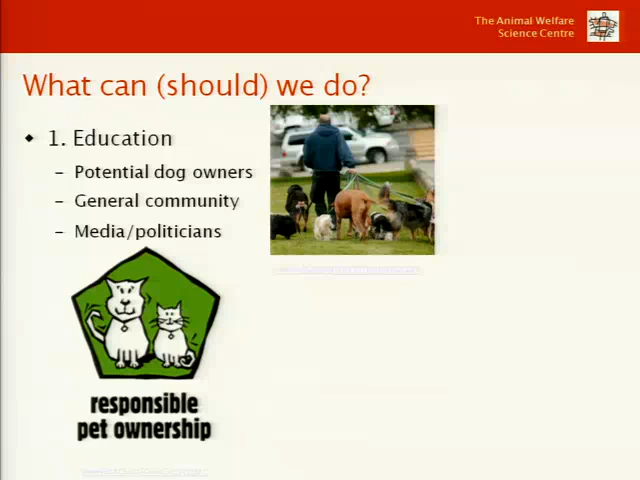 The Animal Welfare
Science Centre
What can (should) we do?
1. Education
– Potential dog owners
– General community
– Media/politicians
responsible
pet ownership